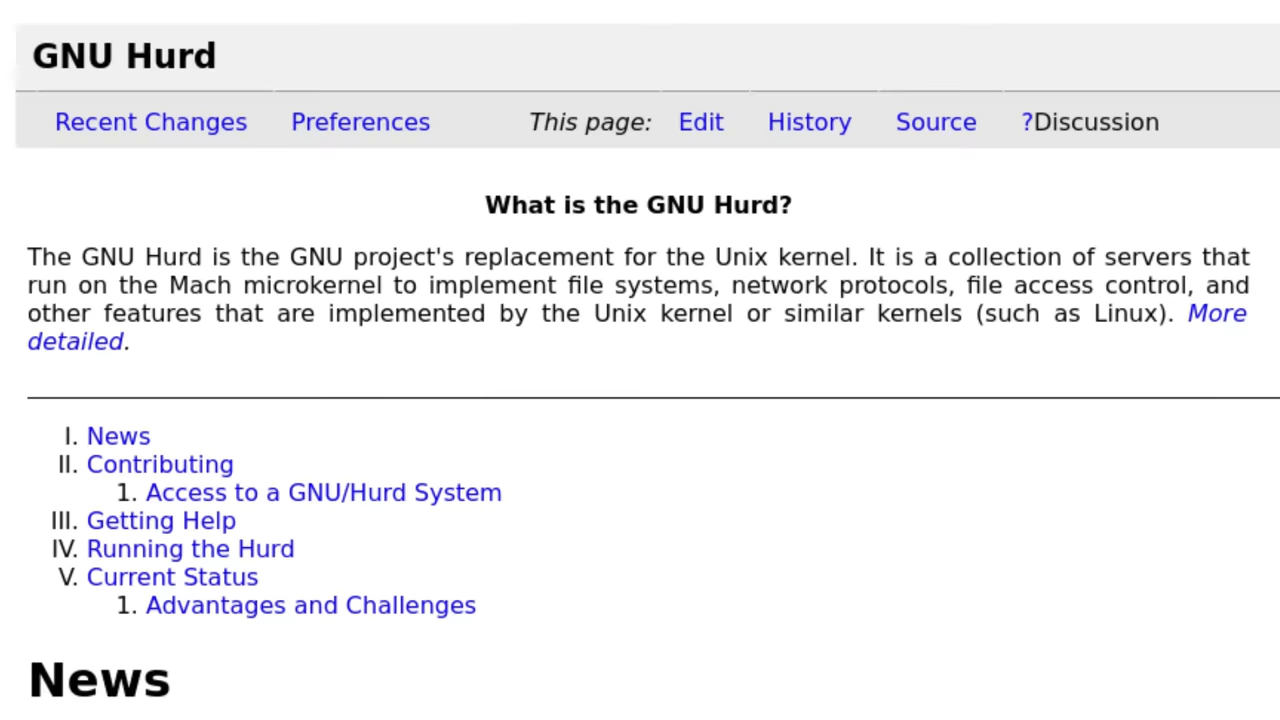 GNU Hurd
Recent Changes Preferences This page: Edit History Source ?Discussion
What is the GNU Hurd?
The GNU Hurd is the GNU project's replacement for the Unix kernel. It is a collection of servers that
run on the Mach microkernel to implement file systems, network protocols, file access control, and
other features that are implemented by the Unix kernel or similar kernels (such as Linux). More
detailed.
I. News
II. Contributing
1. Access to a GNU/Hurd System
III. Getting Help
IV. Running the Hurd
V. Current Status
1. Advantages and Challenges
News